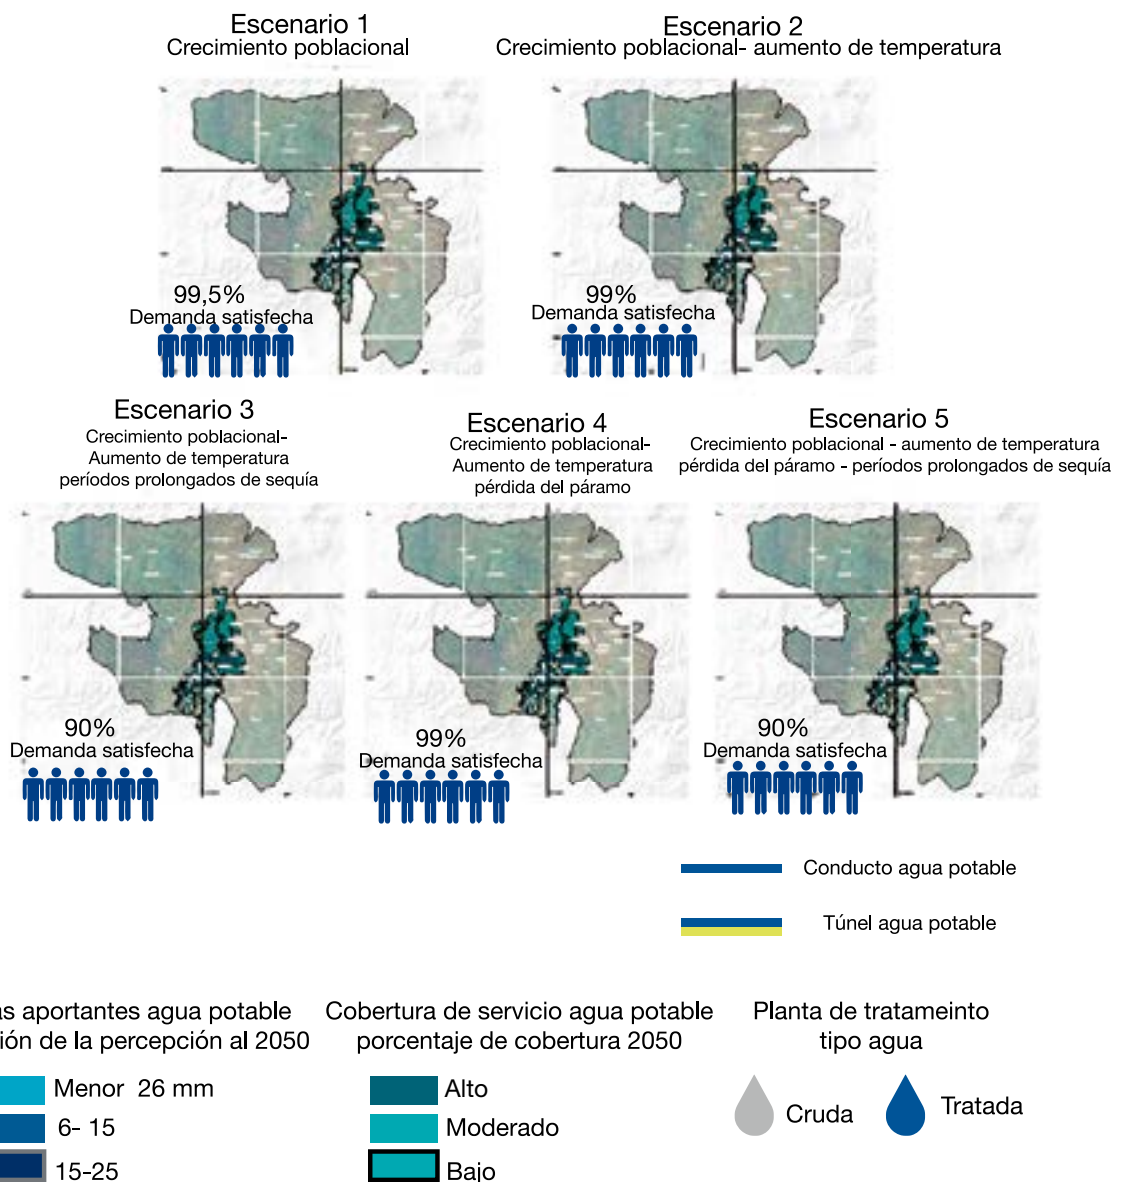 Escenario 1
Crecimiento poblacional
Escenario 2
Crecimiento poblacional- aumento de temperatura
99,5%
Demanda satisfecha
99%
Demanda satisfecha
Escenario 3
Crecimiento poblacional-
Aumento de temperatura
períodos prolongados de sequía
Escenario 4
Crecimiento poblacional-
Aumento de temperatura
pérdida del páramo
Escenario 5
Crecimiento poblacional - aumento de temperatura
pérdida del páramo - períodos prolongados de sequía
90%
Demanda satisfecha
99%
Demanda satisfecha
90%
Demanda satisfecha
Conducto agua potable
Túnel agua potable
as aportantes agua potable
ión de la percepción al 2050
Menor 26 mm
6- 15
15-25
Cobertura de servicio agua potable
porcentaje de cobertura 2050
Alto
Moderado
Bajo
Planta de tratameinto
tipo agua
Cruda
Tratada